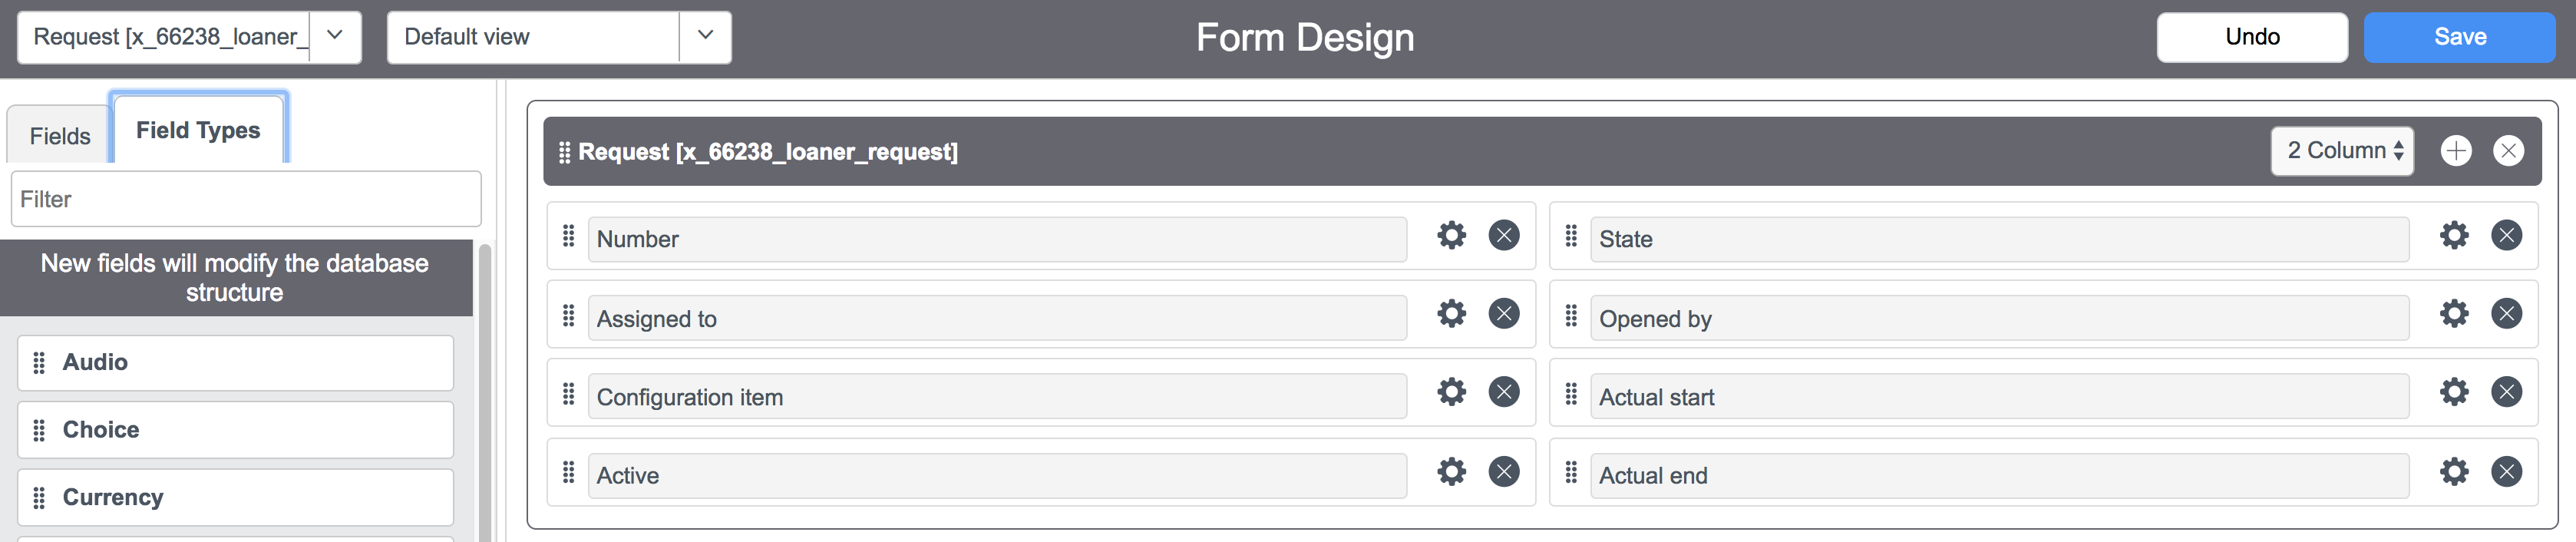 Request [x_66238_loaner_
Default view
Form Design
Undo
Save
Fields
Field Types
Filter
New fields will modify the database
structure
Audio
Choice
Currency
Request [x_66238_loaner_request]
2 Column
Number
State
Assigned to
Opened by
Configuration item
Actual start
Active
Actual end